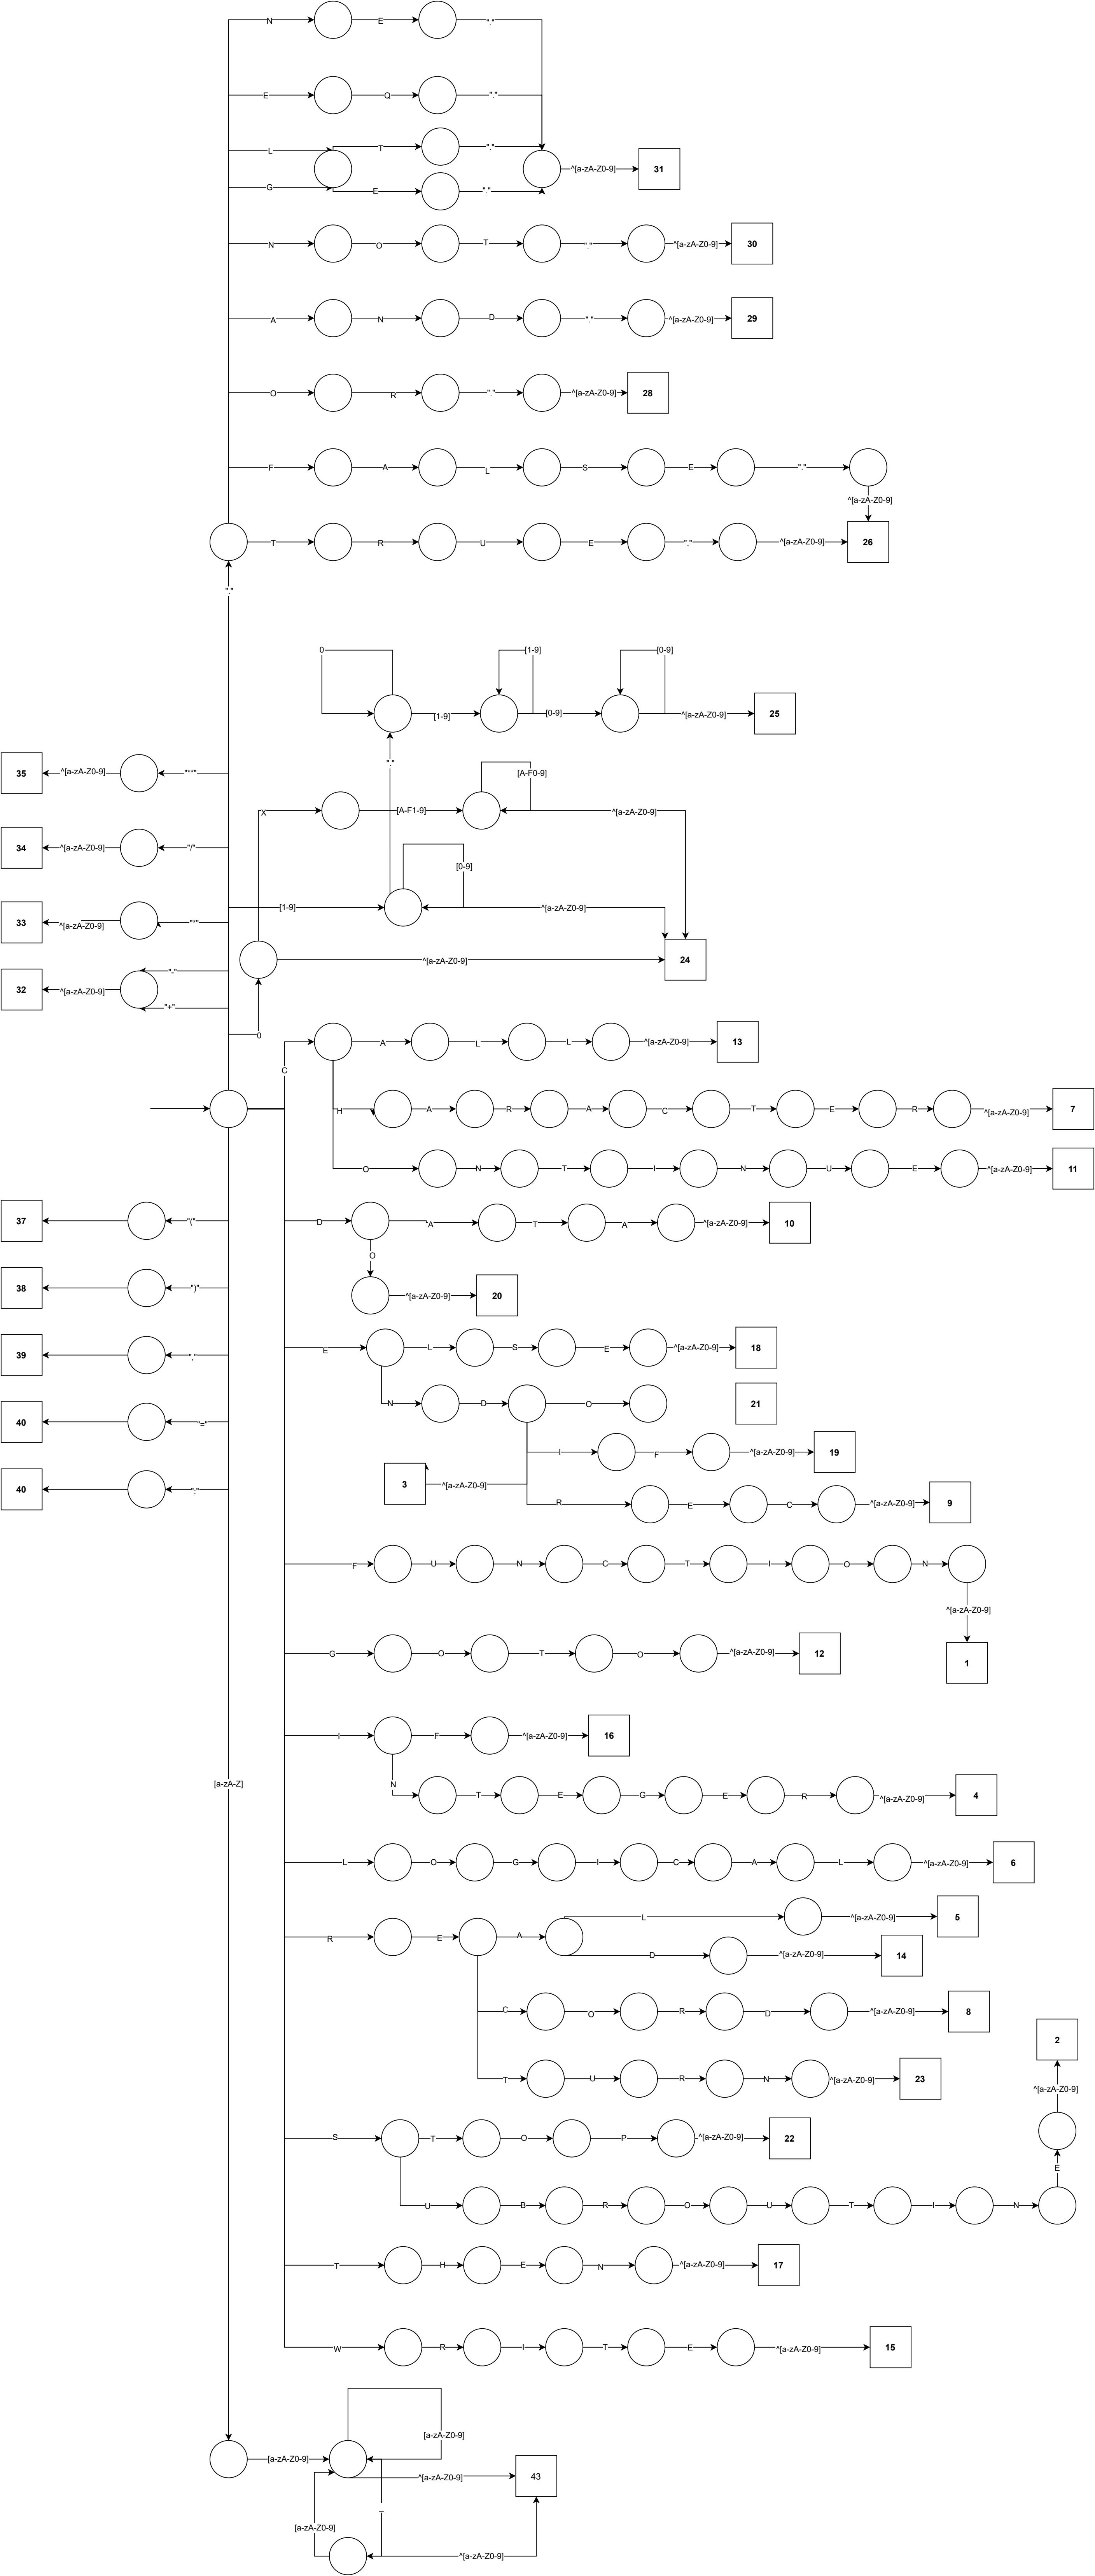 N E "."
E Q "."
L T "."
^[a-zA-Z0-9] 31
G E "."
N O T "." ^[a-zA-Z0-9] 30
A N D "." ^[a-zA-Z0-9] 29
O R "." ^[a-zA-Z0-9] 28
F A L S E "."
^[a-zA-Z0-9]
T R U E "." ^[a-zA-Z0-9] 26
"."
0 [1-9] [0-9]
[1-9] [0-9] ^[a-zA-Z0-9] 25
"."
35 ^[a-zA-Z0-9] "**"
[A-F0-9]
X [A-F1-9] ^[a-zA-Z0-9]
34 ^[a-zA-Z0-9] "/"
[0-9]
[1-9] ^[a-zA-Z0-9]
33 ^[a-zA-Z0-9] "*"
^[a-zA-Z0-9] 24
"-"
32 ^[a-zA-Z0-9]
"+"
0
C A L L ^[a-zA-Z0-9] 13
H A R A C T E R ^[a-zA-Z0-9] 7
O N T I N U E ^[a-zA-Z0-9] 11
37 "("
D A T A ^[a-zA-Z0-9] 10
O
38 ")"
^[a-zA-Z0-9] 20
39 ","
E L S E ^[a-zA-Z0-9] 18
N D O 21
40 "="
I F ^[a-zA-Z0-9] 19
3 ^[a-zA-Z0-9]
40 "."
R E C ^[a-zA-Z0-9] 9
F U N C T I O N
^[a-zA-Z0-9]
1
G O T O ^[a-zA-Z0-9] 12
I F ^[a-zA-Z0-9] 16
[a-zA-Z]
N T E G E R ^[a-zA-Z0-9] 4
L O G I C A L ^[a-zA-Z0-9] 6
L ^[a-zA-Z0-9] 5
R E A
D ^[a-zA-Z0-9] 14
C O R D ^[a-zA-Z0-9] 8
2
T U R N ^[a-zA-Z0-9] 23
^[a-zA-Z0-9]
S T O P ^[a-zA-Z0-9] 22
E
U B R O U T I N
T H E N ^[a-zA-Z0-9] 17
W R I T E ^[a-zA-Z0-9] 15
[a-zA-Z0-9]
[a-zA-Z0-9]
^[a-zA-Z0-9] 43
_
[a-zA-Z0-9]
^[a-zA-Z0-9]